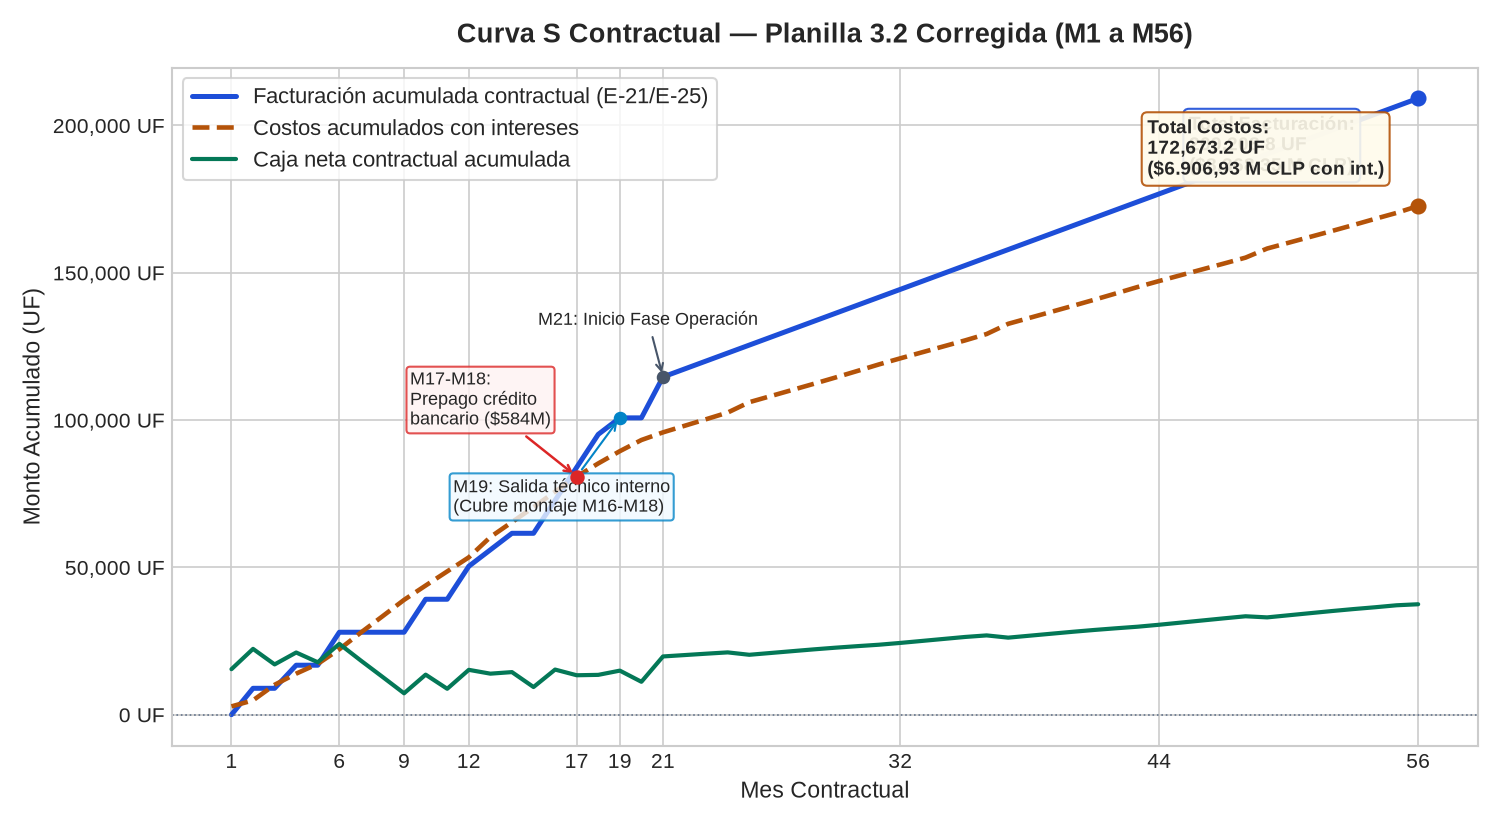 Curva S Contractual — Planilla 3.2 Corregida (M1 a M56)
Facturación acumulada contractual (E-21/E-25)
Costos acumulados con intereses
Caja neta contractual acumulada
Total Facturación:
Total Costos:
172,673.2 UF
($6.906,93 M CLP con int.)
M21: Inicio Fase Operación
M17-M18:
Prepago crédito
bancario ($584M)
M19: Salida técnico interno
(Cubre montaje M16-M18)
Monto Acumulado (UF)
200,000 UF
150,000 UF
100,000 UF
50,000 UF
0 UF
1 6 9 12 17 19 21 32 44 56
Mes Contractual